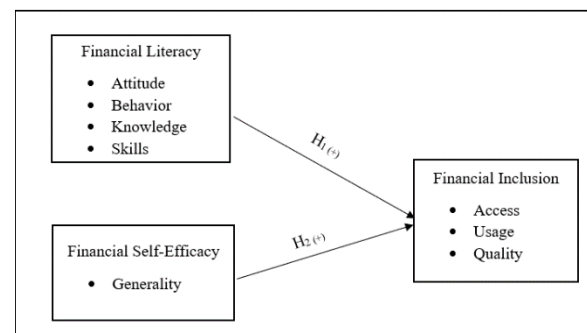 Financial Literacy
• Attitude
• Behavior
• Knowledge
• Skills
H1 (+)
Financial Inclusion
• Access
• Usage
• Quality
Financial Self-Efficacy
• Generality
H2 (+)